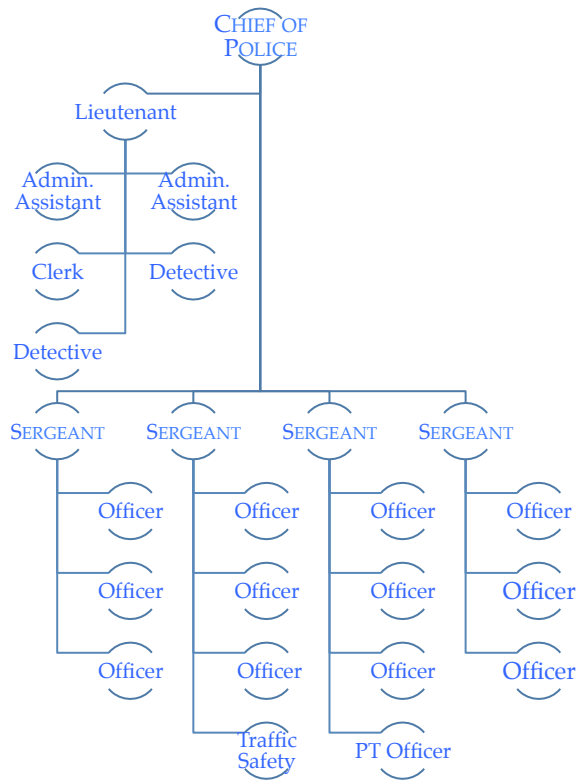 CHIEF OF
POLICE
Lieutenant
Admin.
Assistant
Admin.
Assistant
Clerk
Detective
Detective
SERGEANT
SERGEANT
SERGEANT
SERGEANT
Officer
Officer
Officer
Officer
Officer
Officer
Officer
Officer
Officer
Officer
Officer
Officer
Traffic
Safety
PT Officer